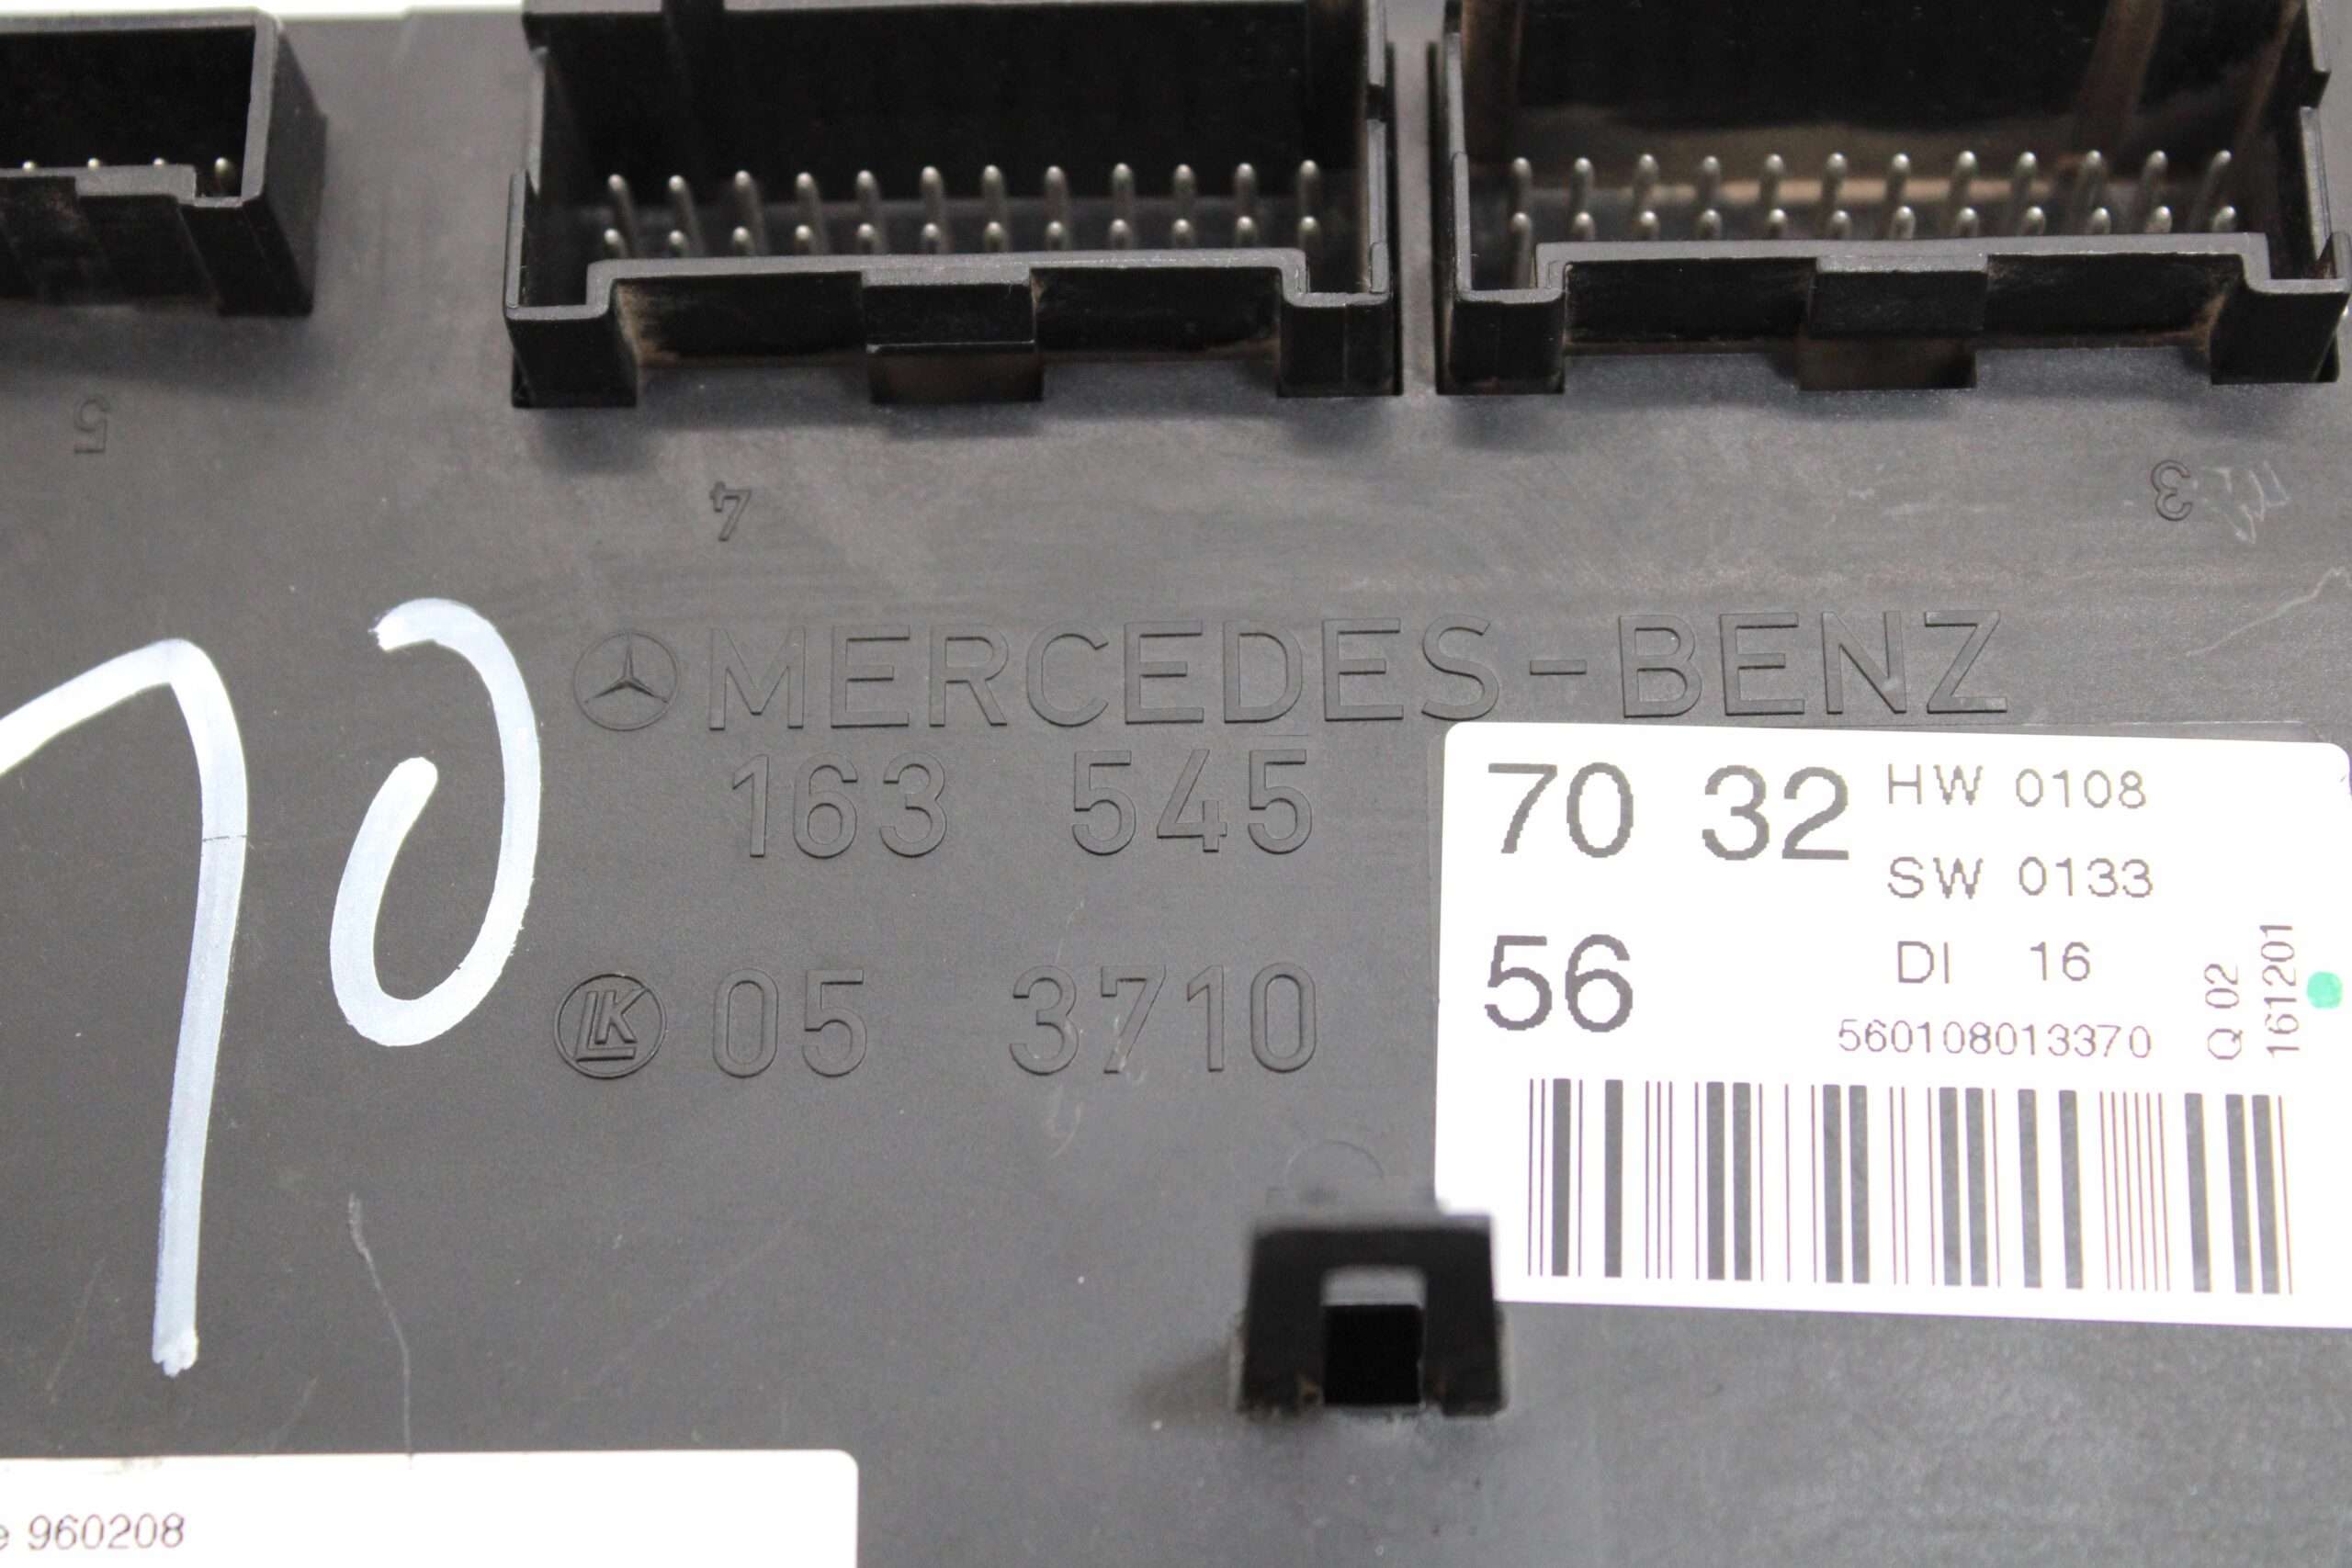 5
4
3
MERCEDES-BENZ
163 545 70 32 HW 0108
SW 0133
LK 05 3710 56 DI 16
560108013370
Q 02
161201
10
e 960208